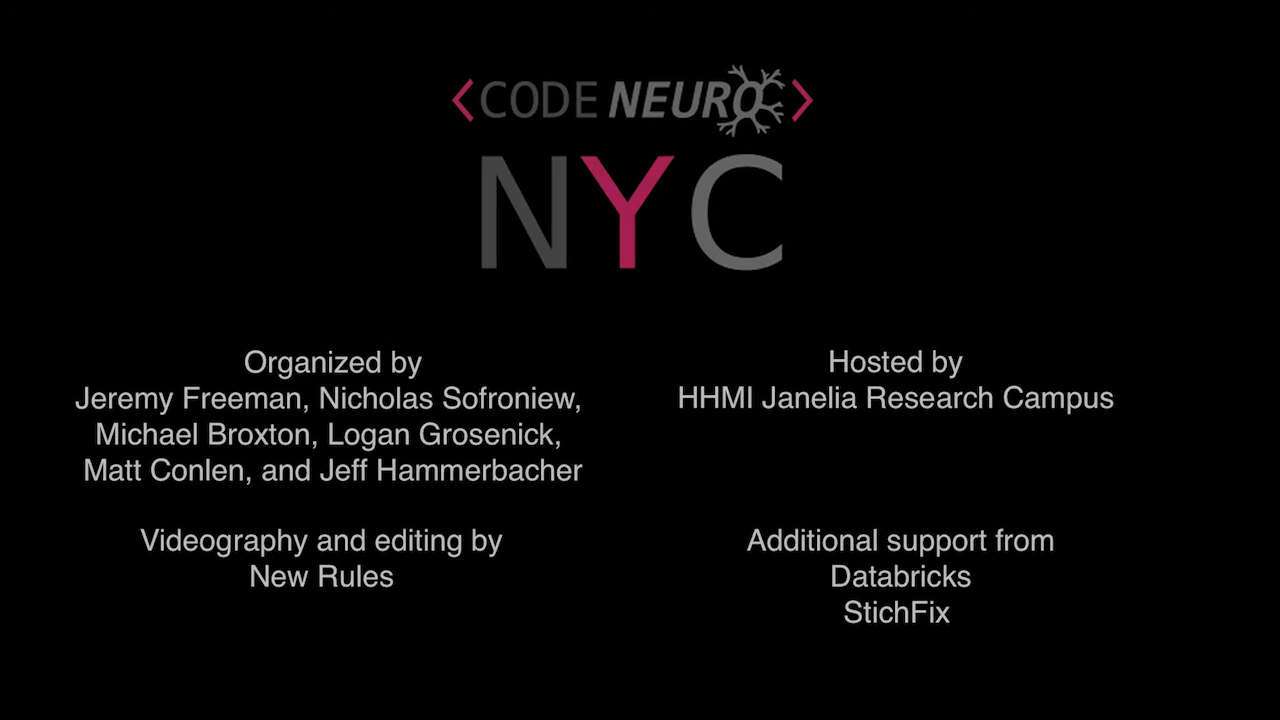 <CODE NEURO>
NYC
Organized by
Jeremy Freeman, Nicholas Sofroniew,
Michael Broxton, Logan Grosenick,
Matt Conlen, and Jeff Hammerbacher
Hosted by
HHMI Janelia Research Campus
Videography and editing by
New Rules
Additional support from
Databricks
StichFix